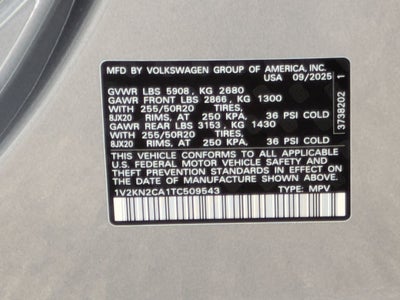 MFD BY VOLKSWAGEN GROUP OF AMERICA, INC.
USA 09/2025
GVWR LBS 5908, KG 2680
GAWR FRONT LBS 2866, KG 1300
WITH 255/50R20 TIRES,
8JX20 RIMS, AT 250 KPA, 36 PSI COLD
GAWR REAR LBS 3153, KG 1430
WITH 255/50R20 TIRES,
8JX20 RIMS, AT 250 KPA, 36 PSI COLD
THIS VEHICLE CONFORMS TO ALL APPLICABLE
U.S. FEDERAL MOTOR VEHICLE SAFETY AND
THEFT PREVENTION STANDARDS IN EFFECT ON
THE DATE OF MANUFACTURE SHOWN ABOVE.
1V2KN2CA1TC509543 TYPE: MPV
3738202 1